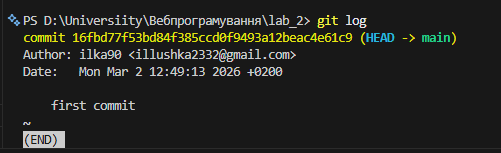 PS D:\Universiity\Вебпрограмування\lab_2> git log
commit 16fbd77f53bd84f385ccd0f9493a12beac4e61c9 (HEAD -> main)
Author: ilka90 <illushka2332@gmail.com>
Date:   Mon Mar 2 12:49:13 2026 +0200

    first commit
~
(END)